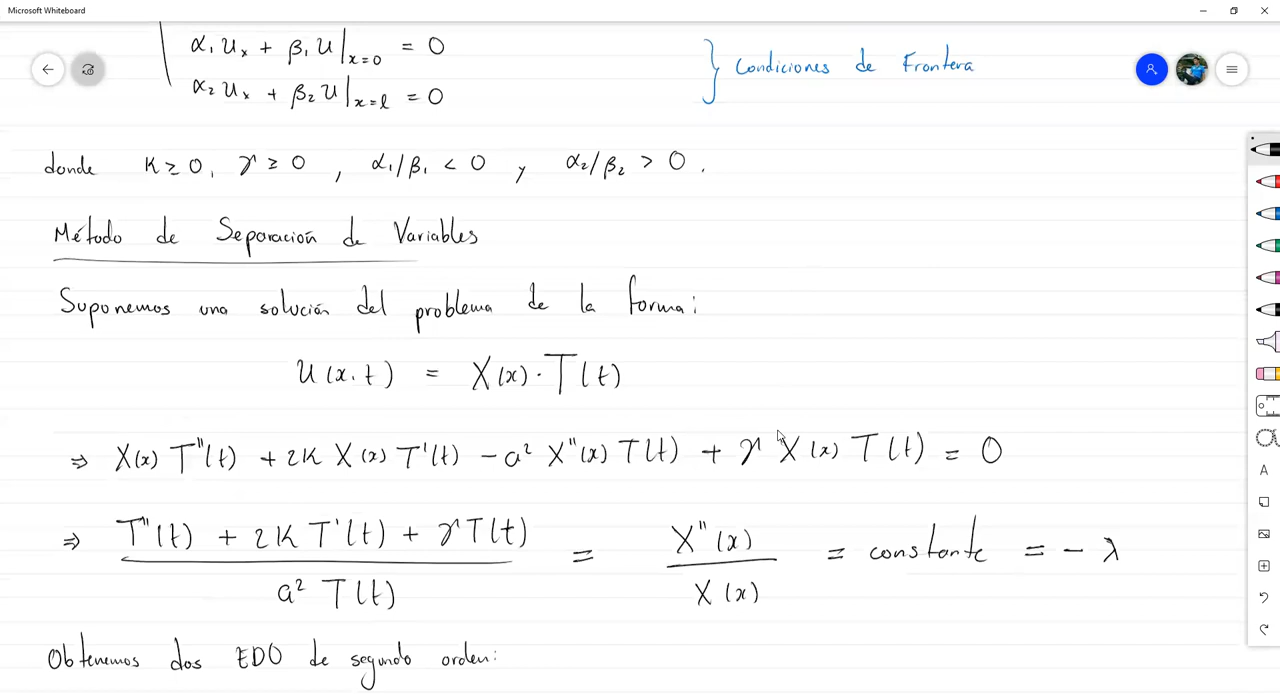 Microsoft Whiteboard
α₁ uₓ + β₁ u|ₓ₌₀ = 0
α₂ uₓ + β₂ u|ₓ₌ℓ = 0
} Condiciones de Frontera
donde K ≥ 0, γ ≥ 0 , α₁/β₁ < 0 y α₂/β₂ > 0 .
Método de Separación de Variables
Suponemos una solución del problema de la forma:
u(x,t) = X(x)·T(t)
⇒ X(x) T''(t) + 2K X(x) T'(t) - a² X''(x) T(t) + γ X(x) T(t) = 0
⇒ T''(t) + 2K T'(t) + γ T(t) / a² T(t) = X''(x) / X(x) = constante = - λ
Obtenemos dos EDO de segundo orden:
A